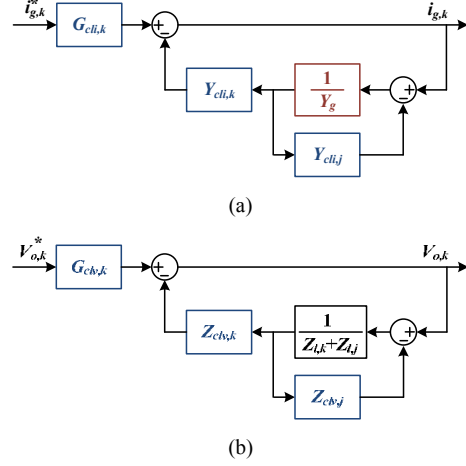 i*g,k
Gcli,k
+
−
ig,k
Ycli,k
1
Yg
−
+
Ycli,j
(a)
V*o,k
Gclv,k
+
−
Vo,k
Zclv,k
1
Zl,k+Zl,j
−
+
Zclv,j
(b)